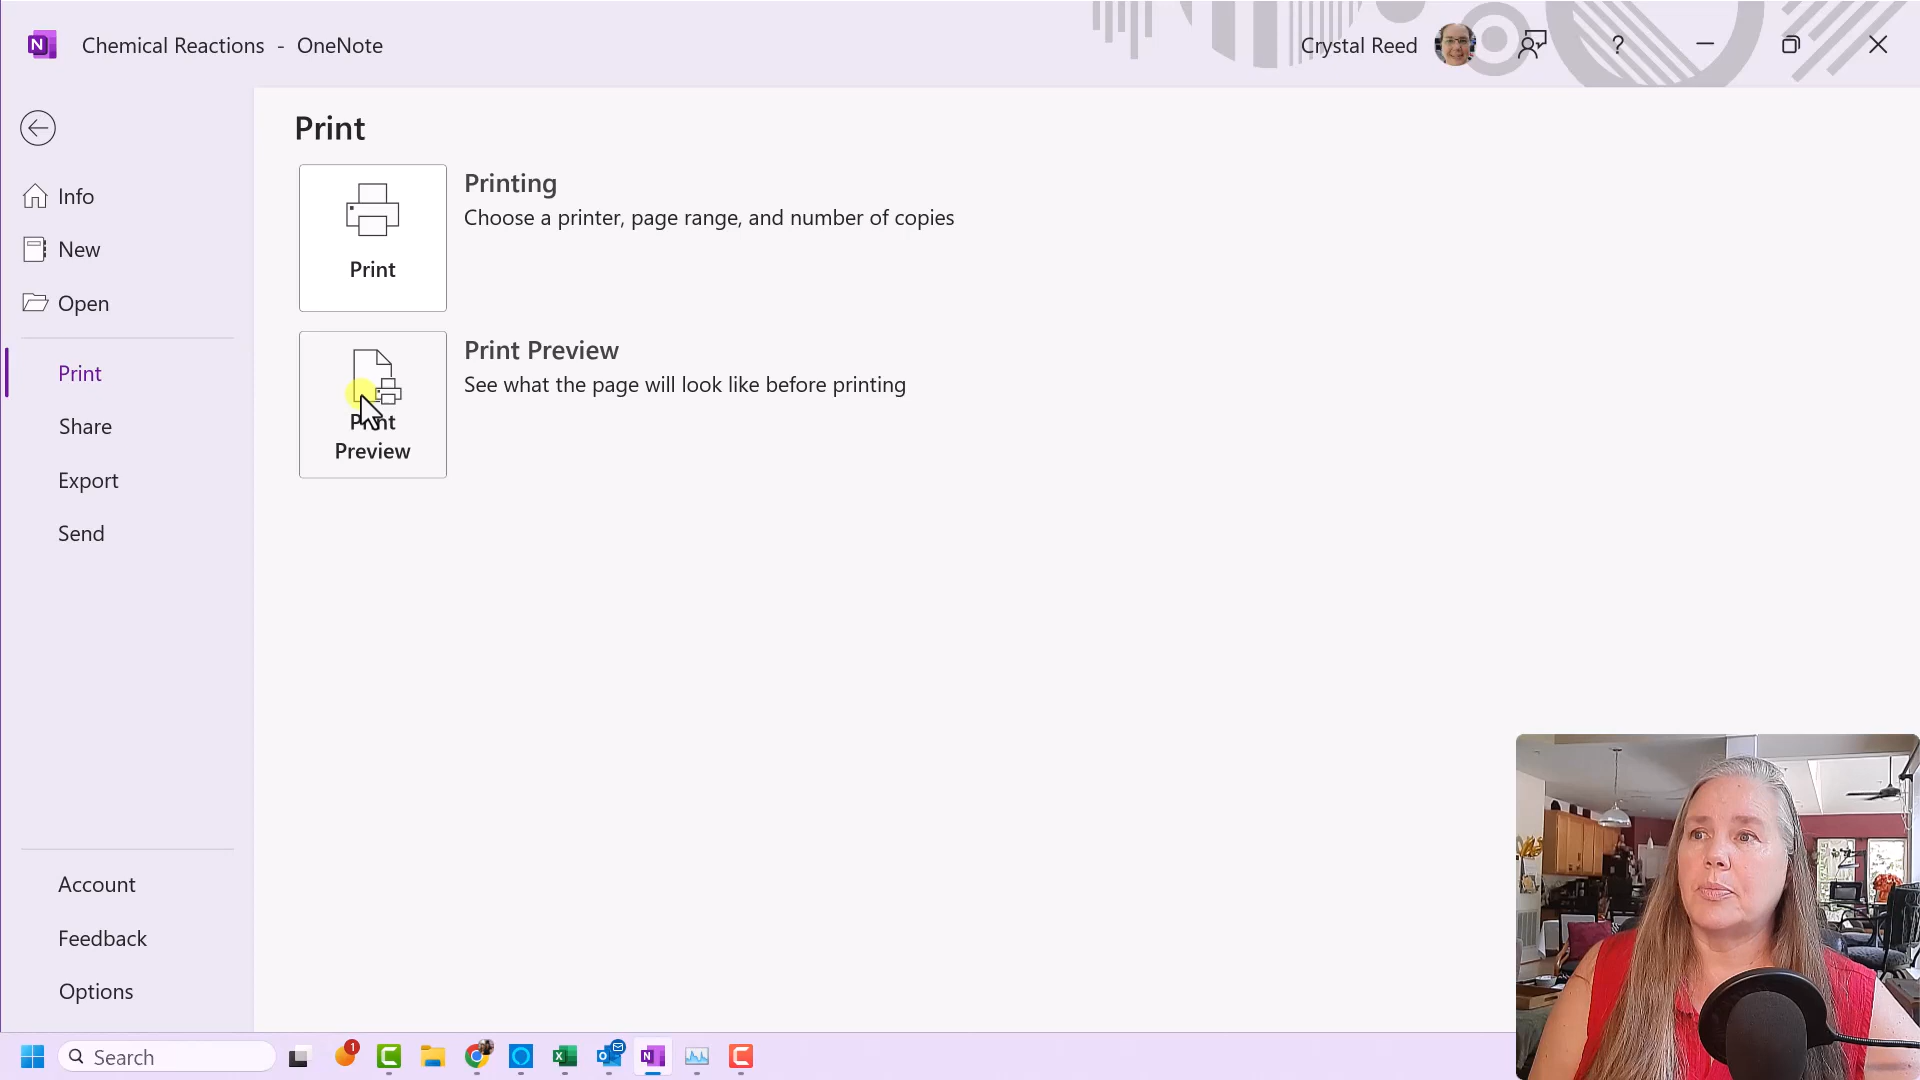 Chemical Reactions - OneNote
Crystal Reed
?
Print
Info
New
Open
Print
Share
Export
Send
Account
Feedback
Options
Print
Printing
Choose a printer, page range, and number of copies
Print
Preview
Print Preview
See what the page will look like before printing
Search
1